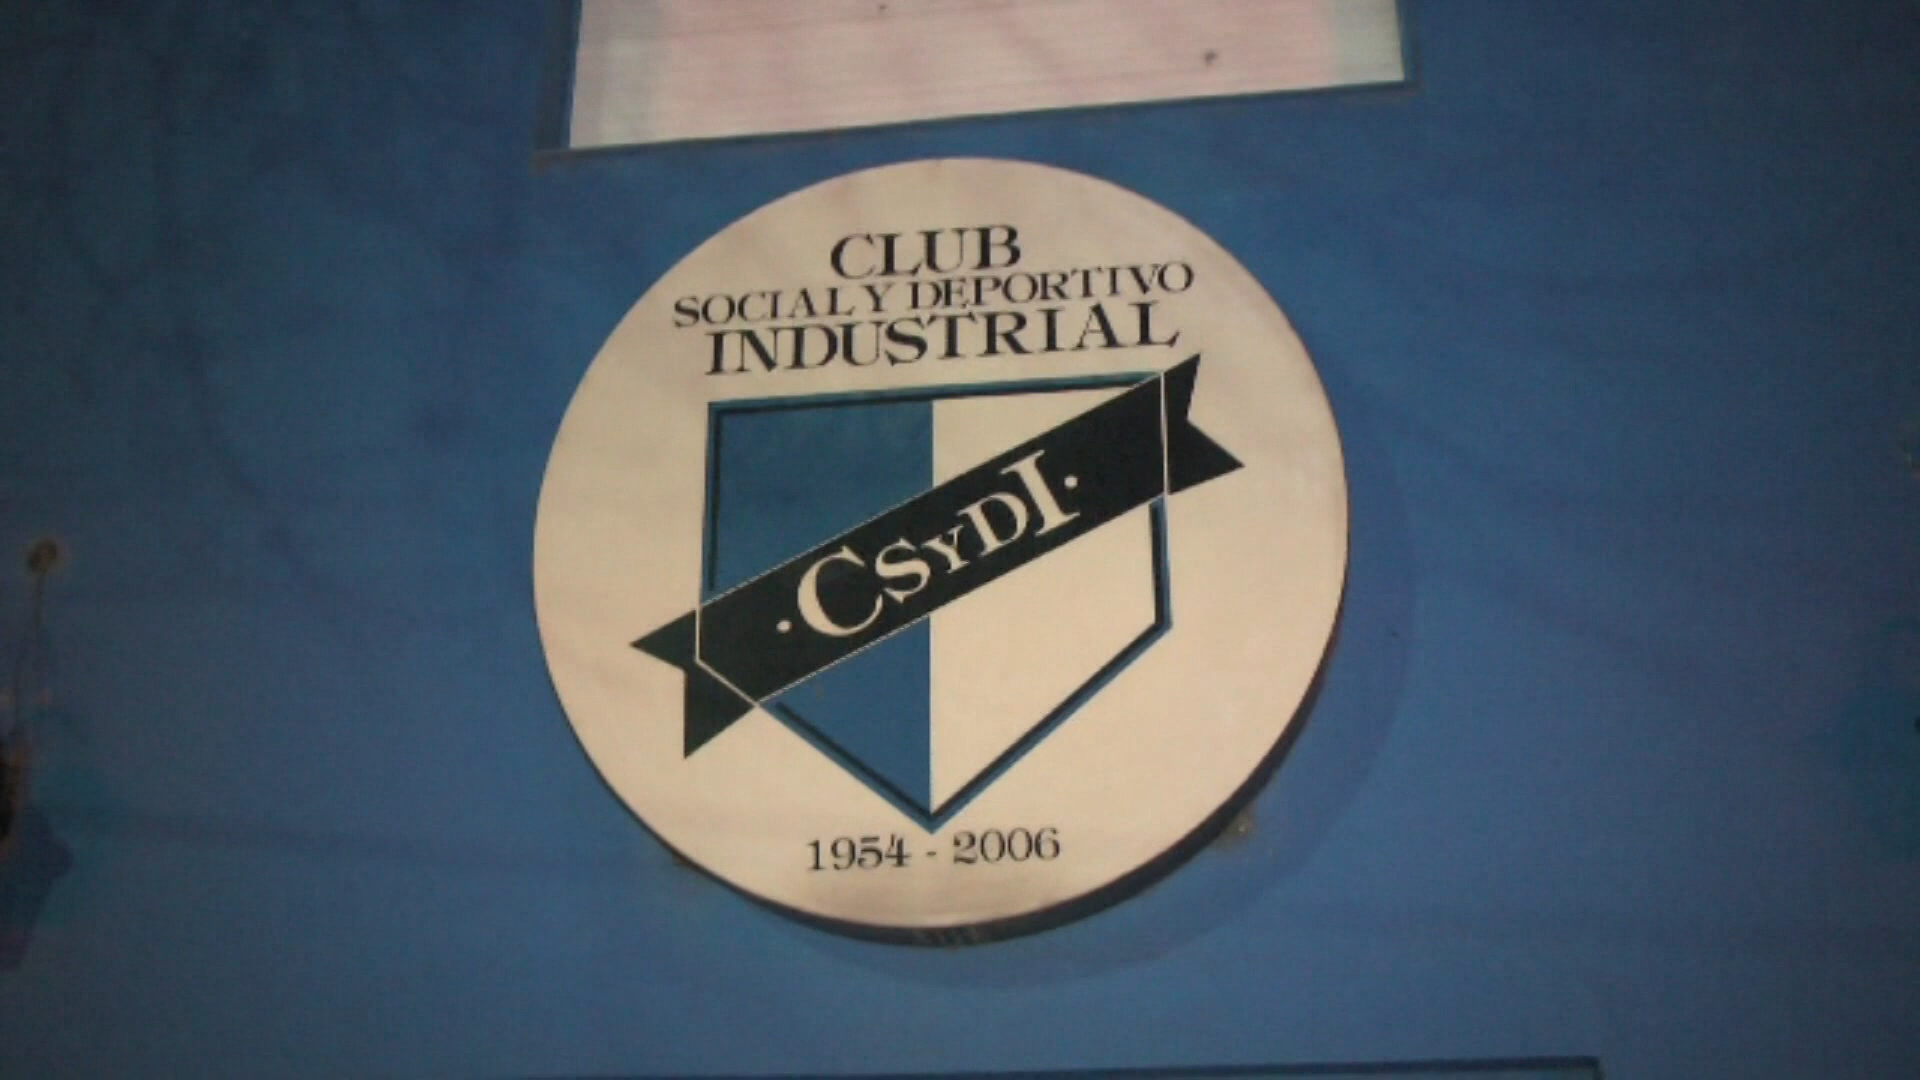 CLUB
SOCIAL Y DEPORTIVO
INDUSTRIAL
·CSYDI·
1954 - 2006